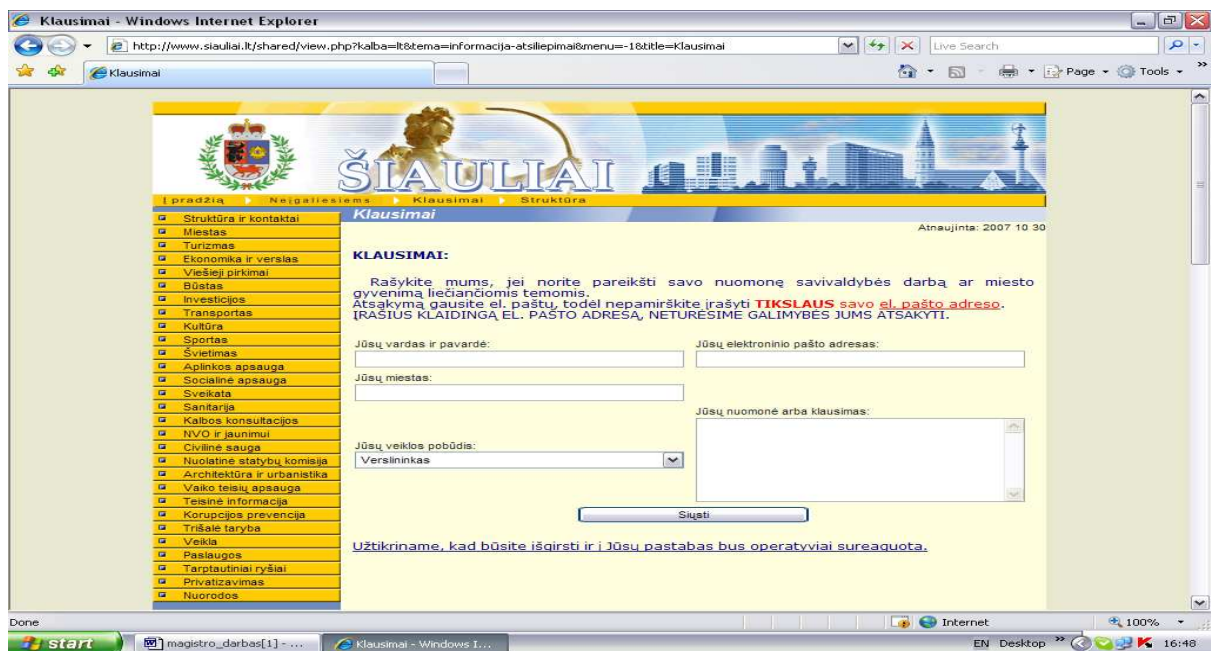 Klausimai - Windows Internet Explorer
http://www.siauliai.lt/shared/view.php?kalba=lt&tema=informacija-atsiliepimai&menu=-1&title=Klausimai
Live Search
Klausimai
Page
Tools
ŠIAULIAI
Į pradžią Neįgaliesiems Klausimai Struktūra
Struktūra ir kontaktai
Miestas
Turizmas
Ekonomika ir verslas
Viešieji pirkimai
Būstas
Investicijos
Transportas
Kultūra
Sportas
Švietimas
Aplinkos apsauga
Socialinė apsauga
Sveikata
Sanitarija
Kalbos konsultacijos
NVO ir jaunimui
Civilinė sauga
Nuolatinė statybų komisija
Architektūra ir urbanistika
Vaiko teisių apsauga
Teisinė informacija
Korupcijos prevencija
Trišalė taryba
Veikla
Paslaugos
Tarptautiniai ryšiai
Privatizavimas
Nuorodos
Klausimai
Atnaujinta: 2007 10 30
KLAUSIMAI:
Rašykite mums, jei norite pareikšti savo nuomonę savivaldybės darbą ar miesto
gyvenimą liečiančiomis temomis.
Atsakymą gausite el. paštu, todėl nepamirškite įrašyti TIKSLAUS savo el. pašto adreso.
ĮRAŠIUS KLAIDINGĄ EL. PAŠTO ADRESĄ, NETURĖSIME GALIMYBĖS JUMS ATSAKYTI.
Jūsų vardas ir pavardė:
Jūsų elektroninio pašto adresas:
Jūsų miestas:
Jūsų nuomonė arba klausimas:
Jūsų veiklos pobūdis:
Verslininkas
Siųsti
Užtikriname, kad būsite išgirsti ir į Jūsų pastabas bus operatyviai sureaguota.
Done
Internet
100%
start
magistro_darbas[1] - ...
Klausimai - Windows I...
EN
Desktop
16:48